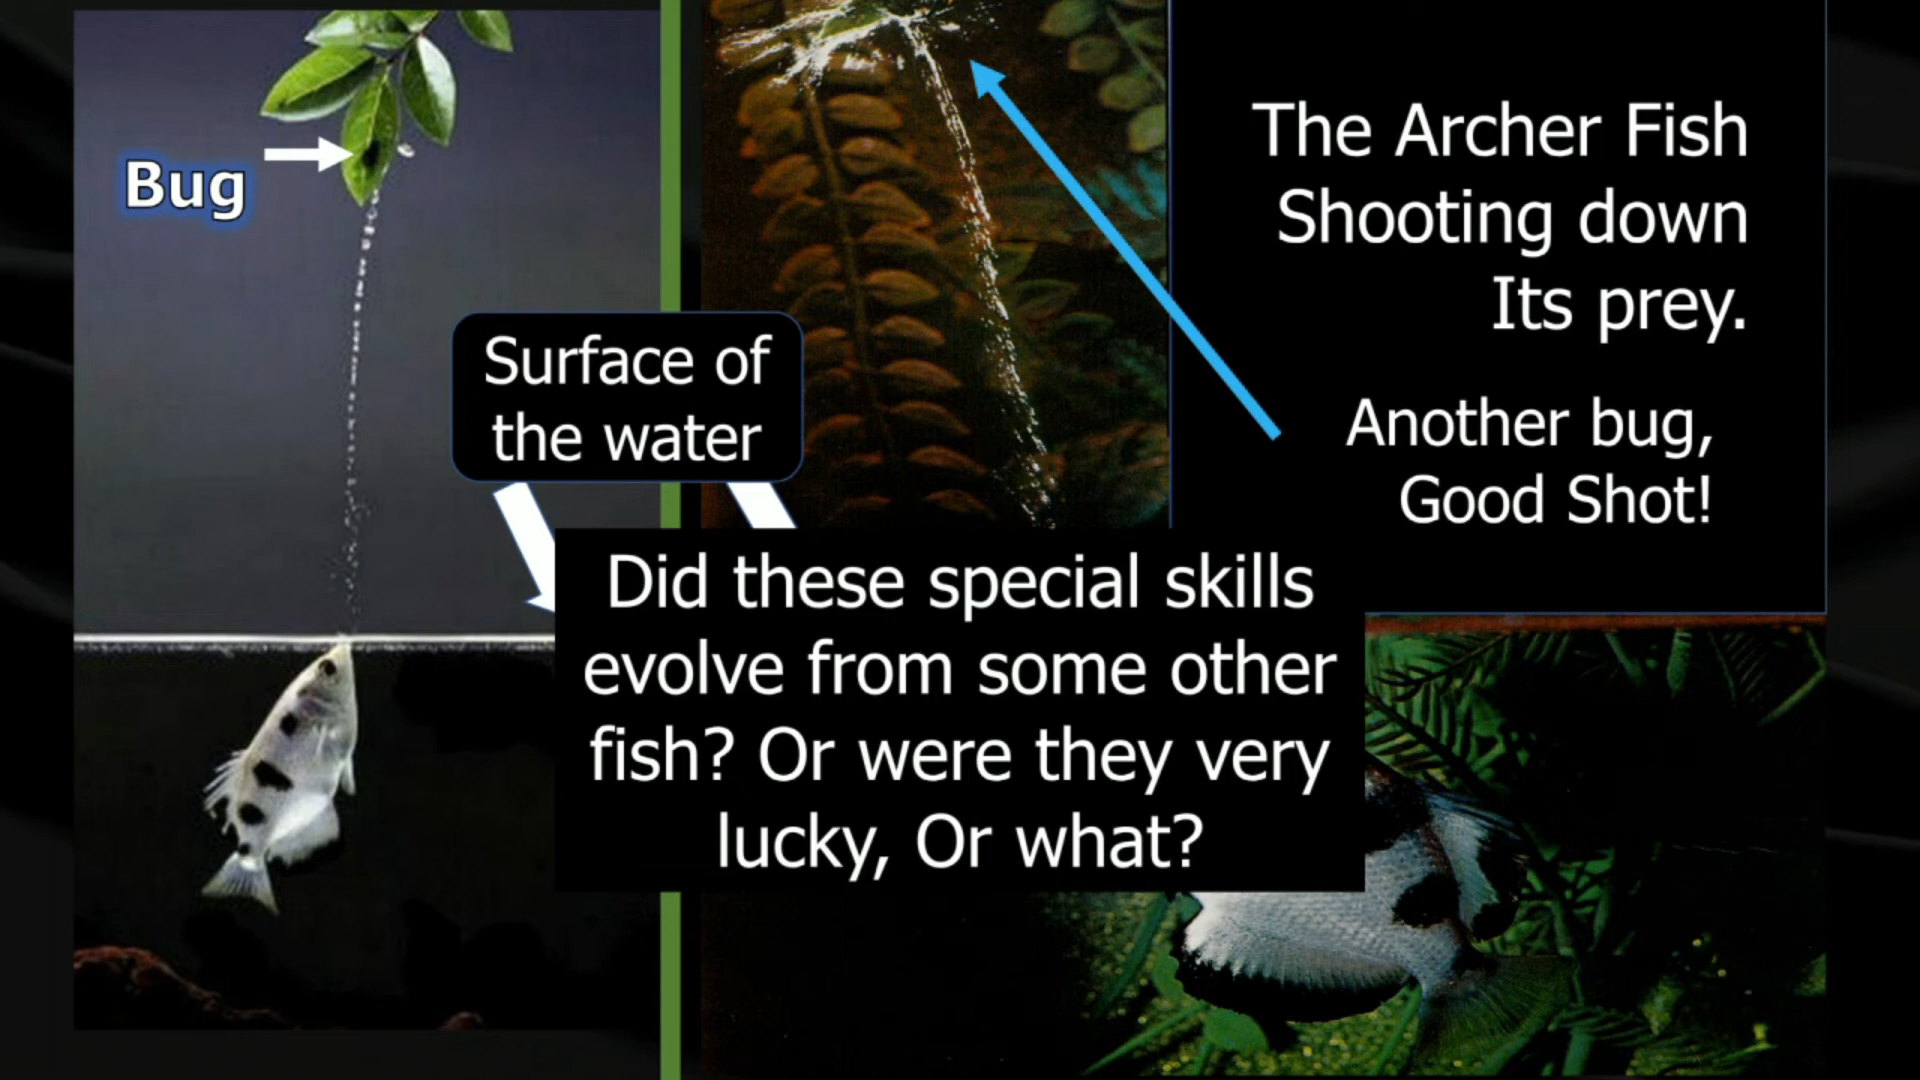 Bug
Surface of
the water
The Archer Fish
Shooting down
Its prey.
Another bug,
Good Shot!
Did these special skills
evolve from some other
fish? Or were they very
lucky, Or what?